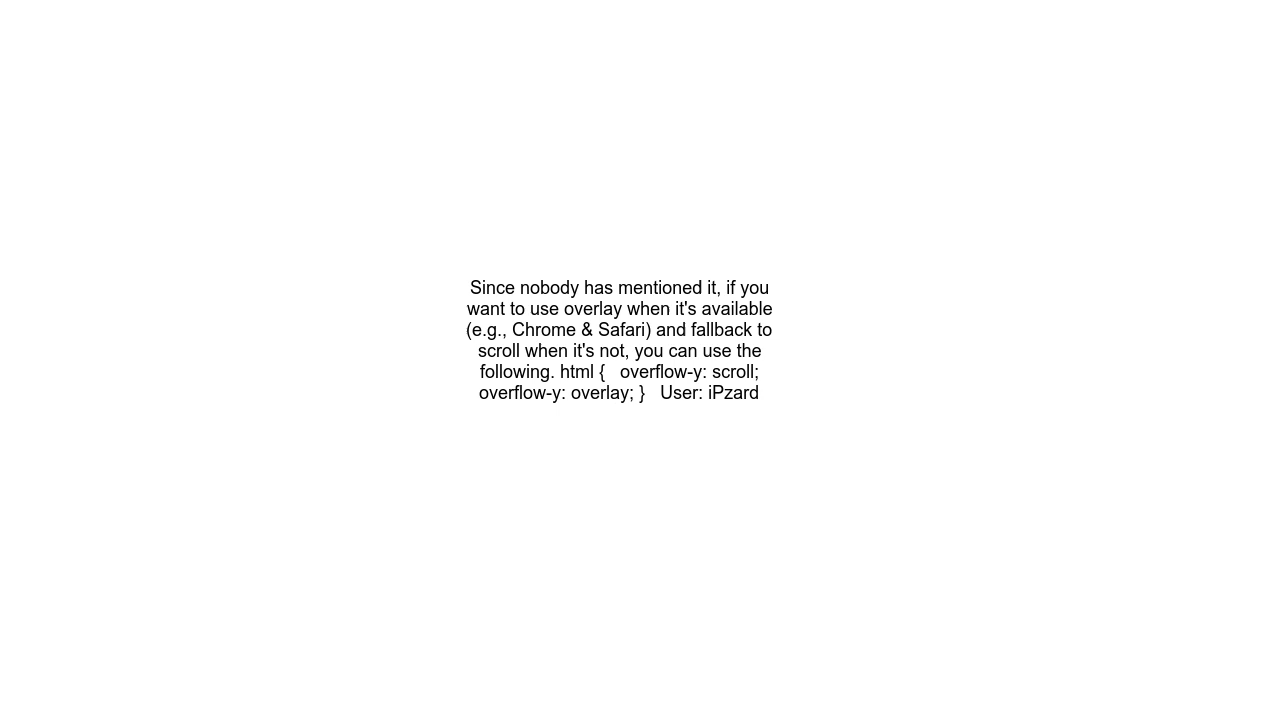 Since nobody has mentioned it, if you
want to use overlay when it's available
(e.g., Chrome & Safari) and fallback to
scroll when it's not, you can use the
following. html {   overflow-y: scroll;
overflow-y: overlay; }   User: iPzard